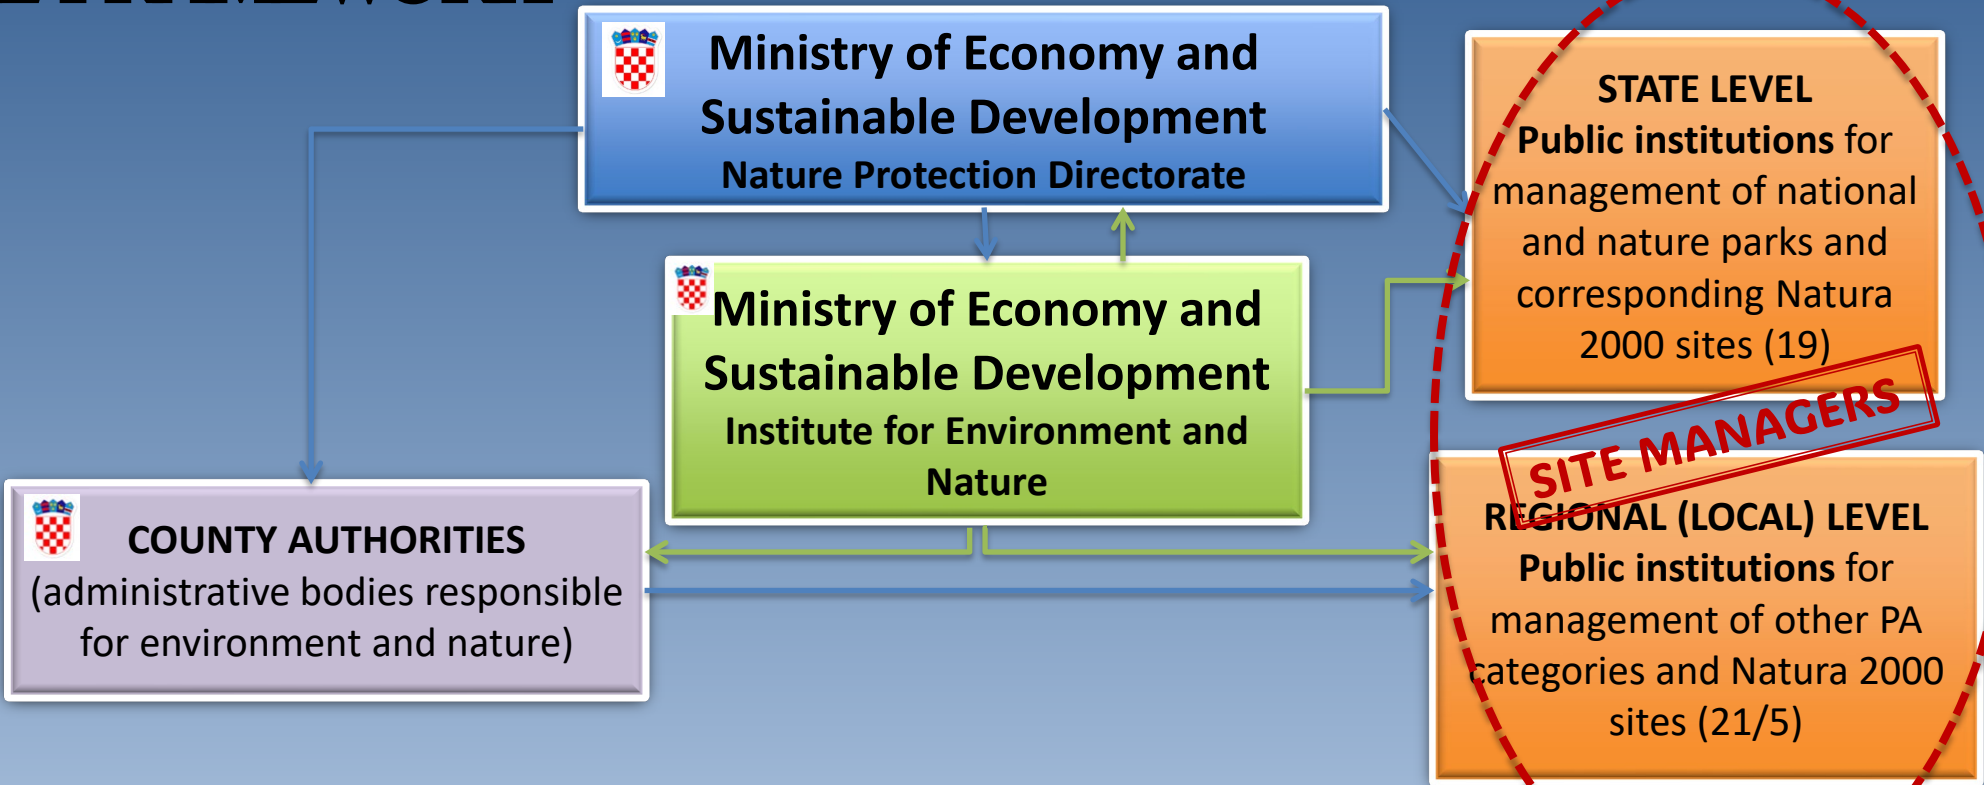 Ministry of Economy and
Sustainable Development
Nature Protection Directorate
STATE LEVEL
Public institutions for
management of national
and nature parks and
corresponding Natura
2000 sites (19)
Ministry of Economy and
Sustainable Development
Institute for Environment and
Nature
SITE MANAGERS
COUNTY AUTHORITIES
(administrative bodies responsible
for environment and nature)
REGIONAL (LOCAL) LEVEL
Public institutions for
management of other PA
categories and Natura 2000
sites (21/5)